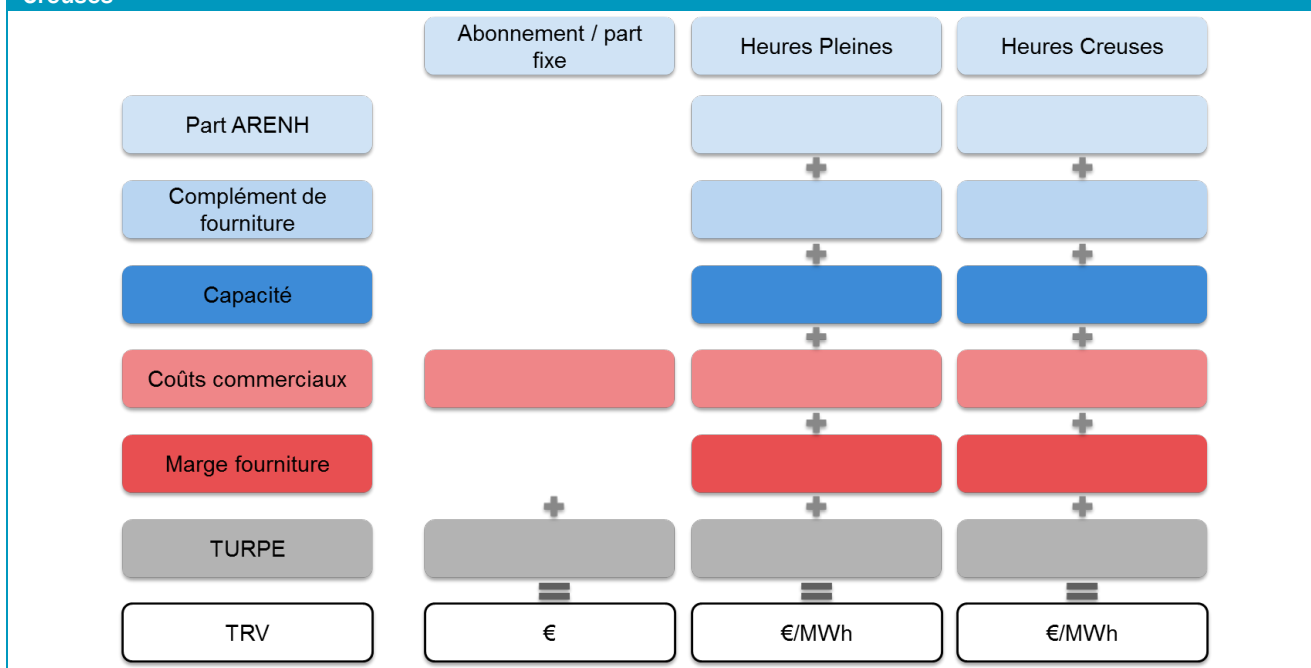 creuses
Abonnement / part
fixe
Heures Pleines
Heures Creuses
Part ARENH
Complément de
fourniture
Capacité
Coûts commerciaux
Marge fourniture
TURPE
TRV
€
€/MWh
€/MWh